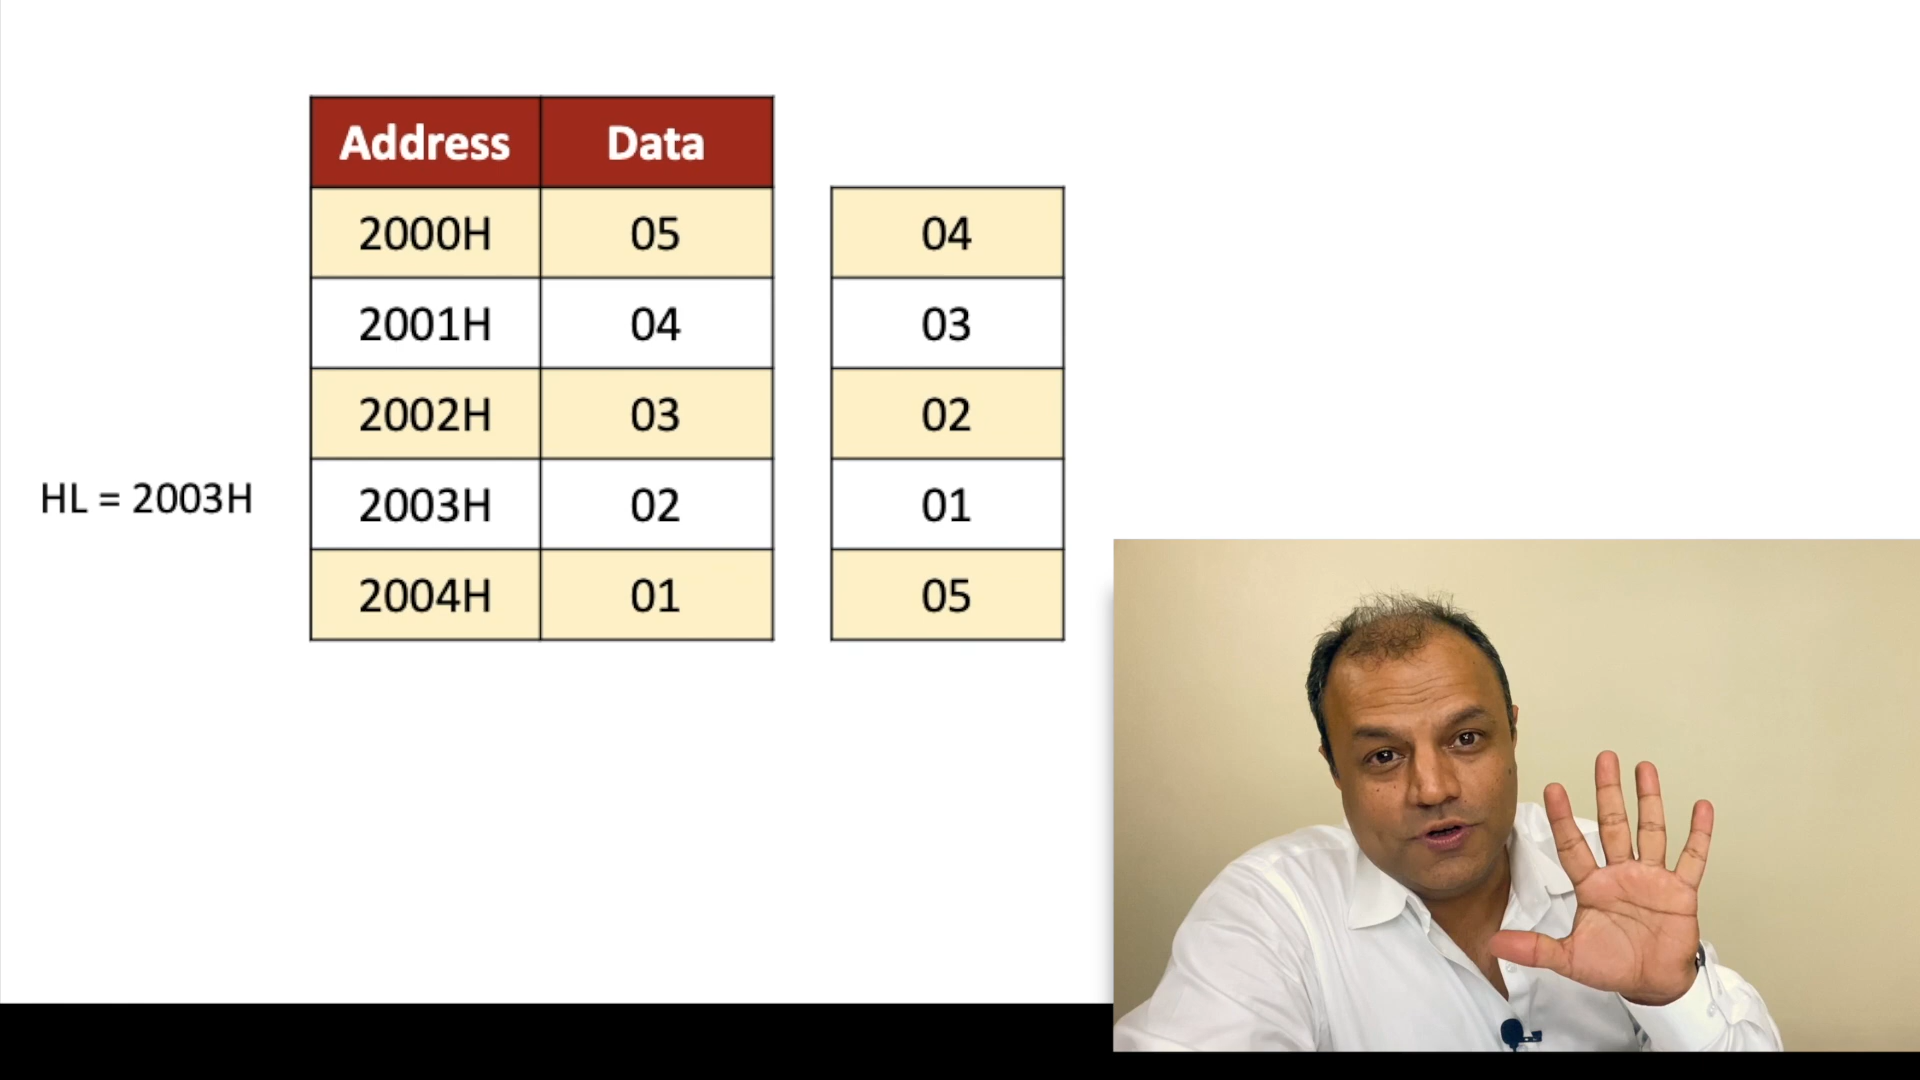 Address Data
2000H 05 04
2001H 04 03
2002H 03 02
HL = 2003H 2003H 02 01
2004H 01 05